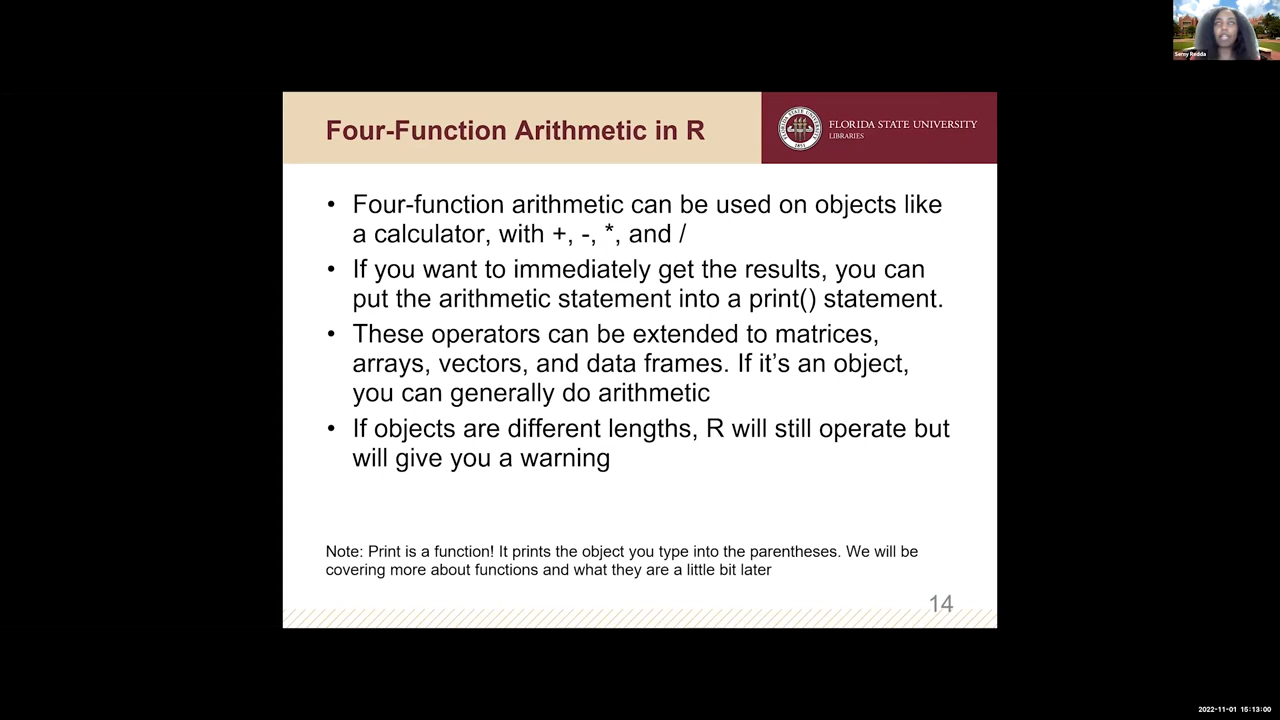 Semy Redda
Four-Function Arithmetic in R
FLORIDA STATE UNIVERSITY
LIBRARIES
• Four-function arithmetic can be used on objects like
a calculator, with +, -, *, and /
• If you want to immediately get the results, you can
put the arithmetic statement into a print() statement.
• These operators can be extended to matrices,
arrays, vectors, and data frames. If it’s an object,
you can generally do arithmetic
• If objects are different lengths, R will still operate but
will give you a warning
Note: Print is a function! It prints the object you type into the parentheses. We will be
covering more about functions and what they are a little bit later
14
2022-11-01 15:13:00